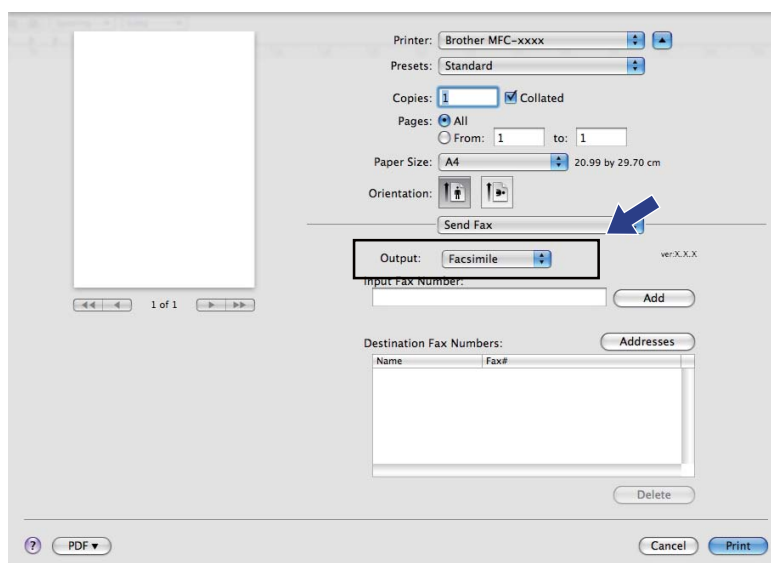 Printer: Brother MFC-xxxx
Presets: Standard
Copies: 1 Collated
Pages: All
From: 1 to: 1
Paper Size: A4 20.99 by 29.70 cm
Orientation:
Send Fax
Output: Facsimile ver:X.X.X
Input Fax Number:
Add
1 of 1
Destination Fax Numbers: Addresses
Name Fax#
Delete
? PDF Cancel Print